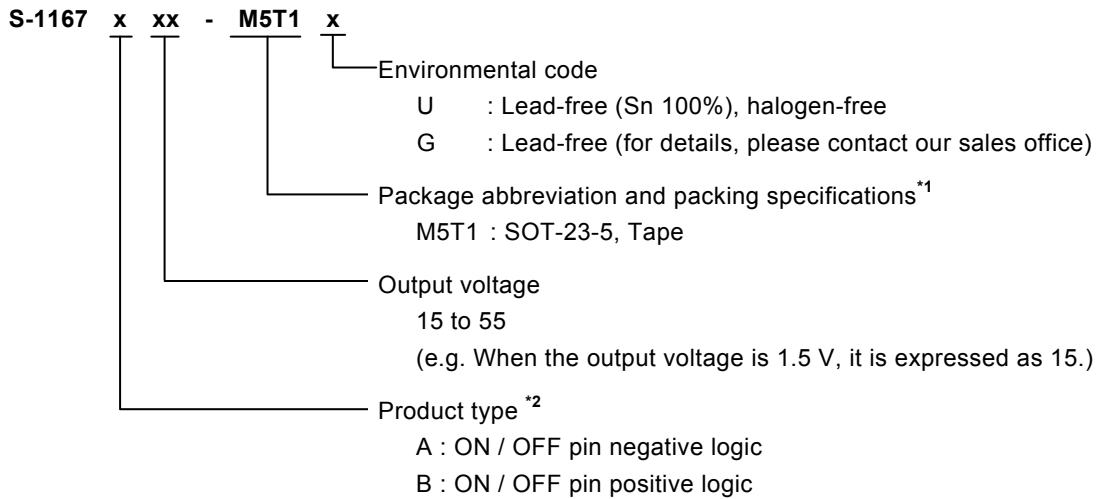 S-1167 x xx - M5T1 x
Environmental code
U : Lead-free (Sn 100%), halogen-free
G : Lead-free (for details, please contact our sales office)
Package abbreviation and packing specifications*1
M5T1 : SOT-23-5, Tape
Output voltage
15 to 55
(e.g. When the output voltage is 1.5 V, it is expressed as 15.)
Product type *2
A : ON / OFF pin negative logic
B : ON / OFF pin positive logic